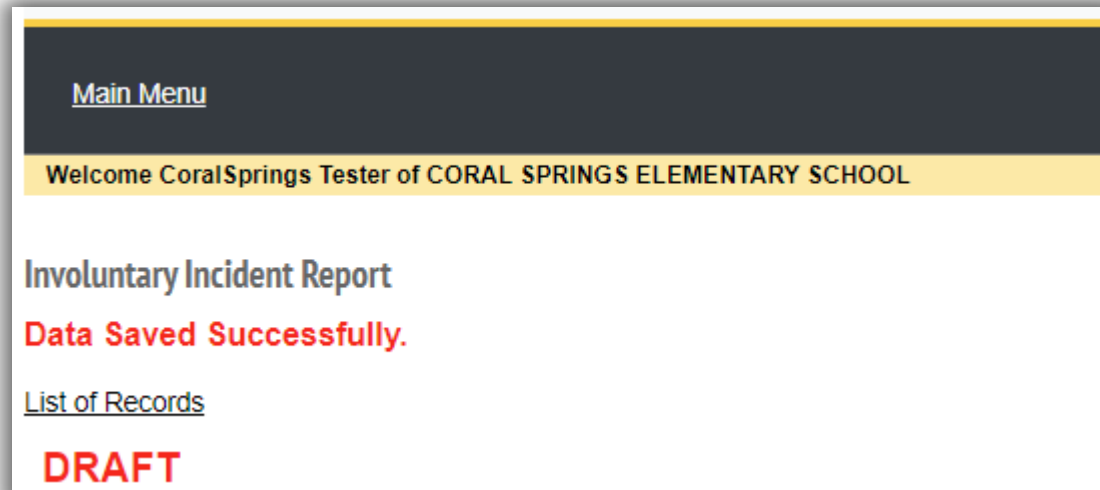 Main Menu
Welcome CoralSprings Tester of CORAL SPRINGS ELEMENTARY SCHOOL
Involuntary Incident Report
Data Saved Successfully.
List of Records
DRAFT